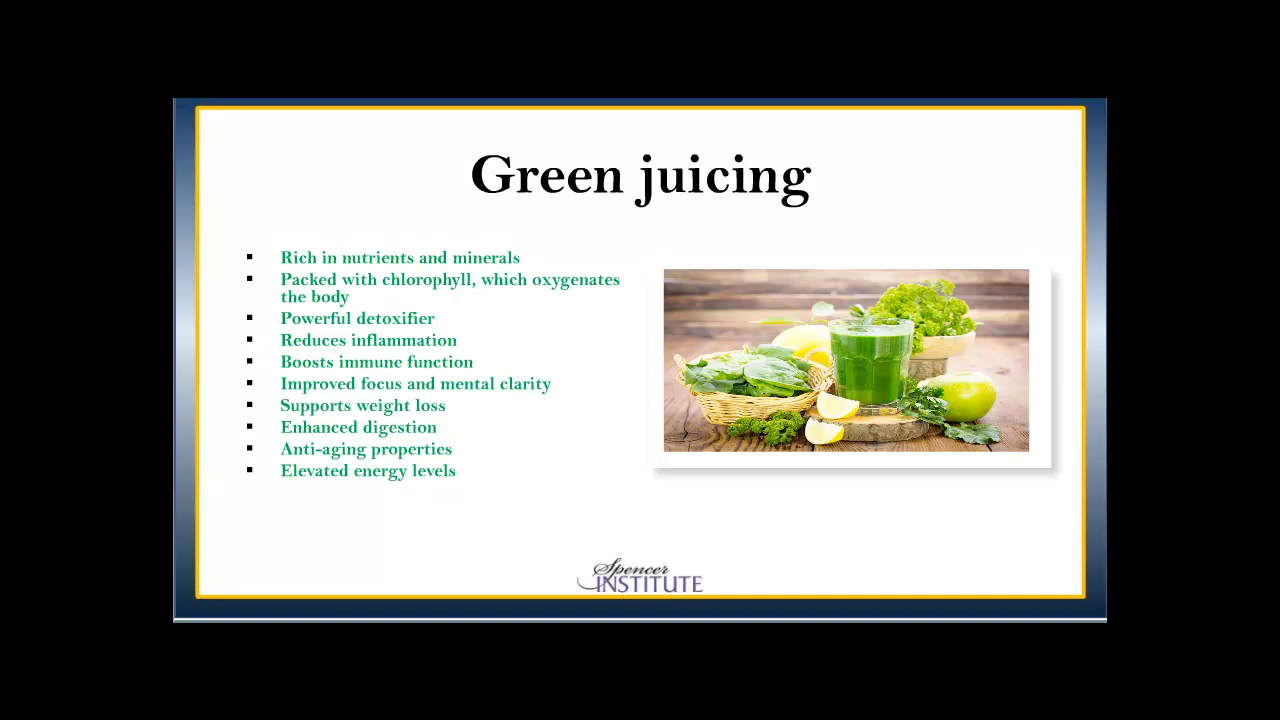 Green juicing
Rich in nutrients and minerals
Packed with chlorophyll, which oxygenates
the body
Powerful detoxifier
Reduces inflammation
Boosts immune function
Improved focus and mental clarity
Supports weight loss
Enhanced digestion
Anti-aging properties
Elevated energy levels
Spencer
INSTITUTE